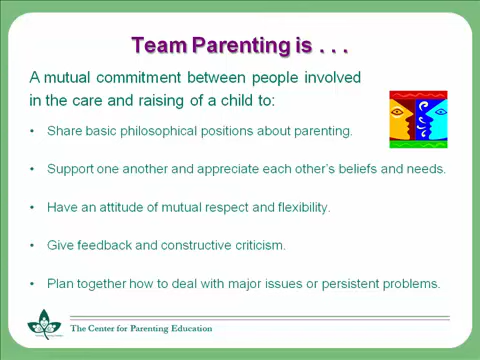 Team Parenting is . . .
A mutual commitment between people involved
in the care and raising of a child to:
• Share basic philosophical positions about parenting.
• Support one another and appreciate each other's beliefs and needs.
• Have an attitude of mutual respect and flexibility.
• Give feedback and constructive criticism.
• Plan together how to deal with major issues or persistent problems.
The Center for Parenting Education